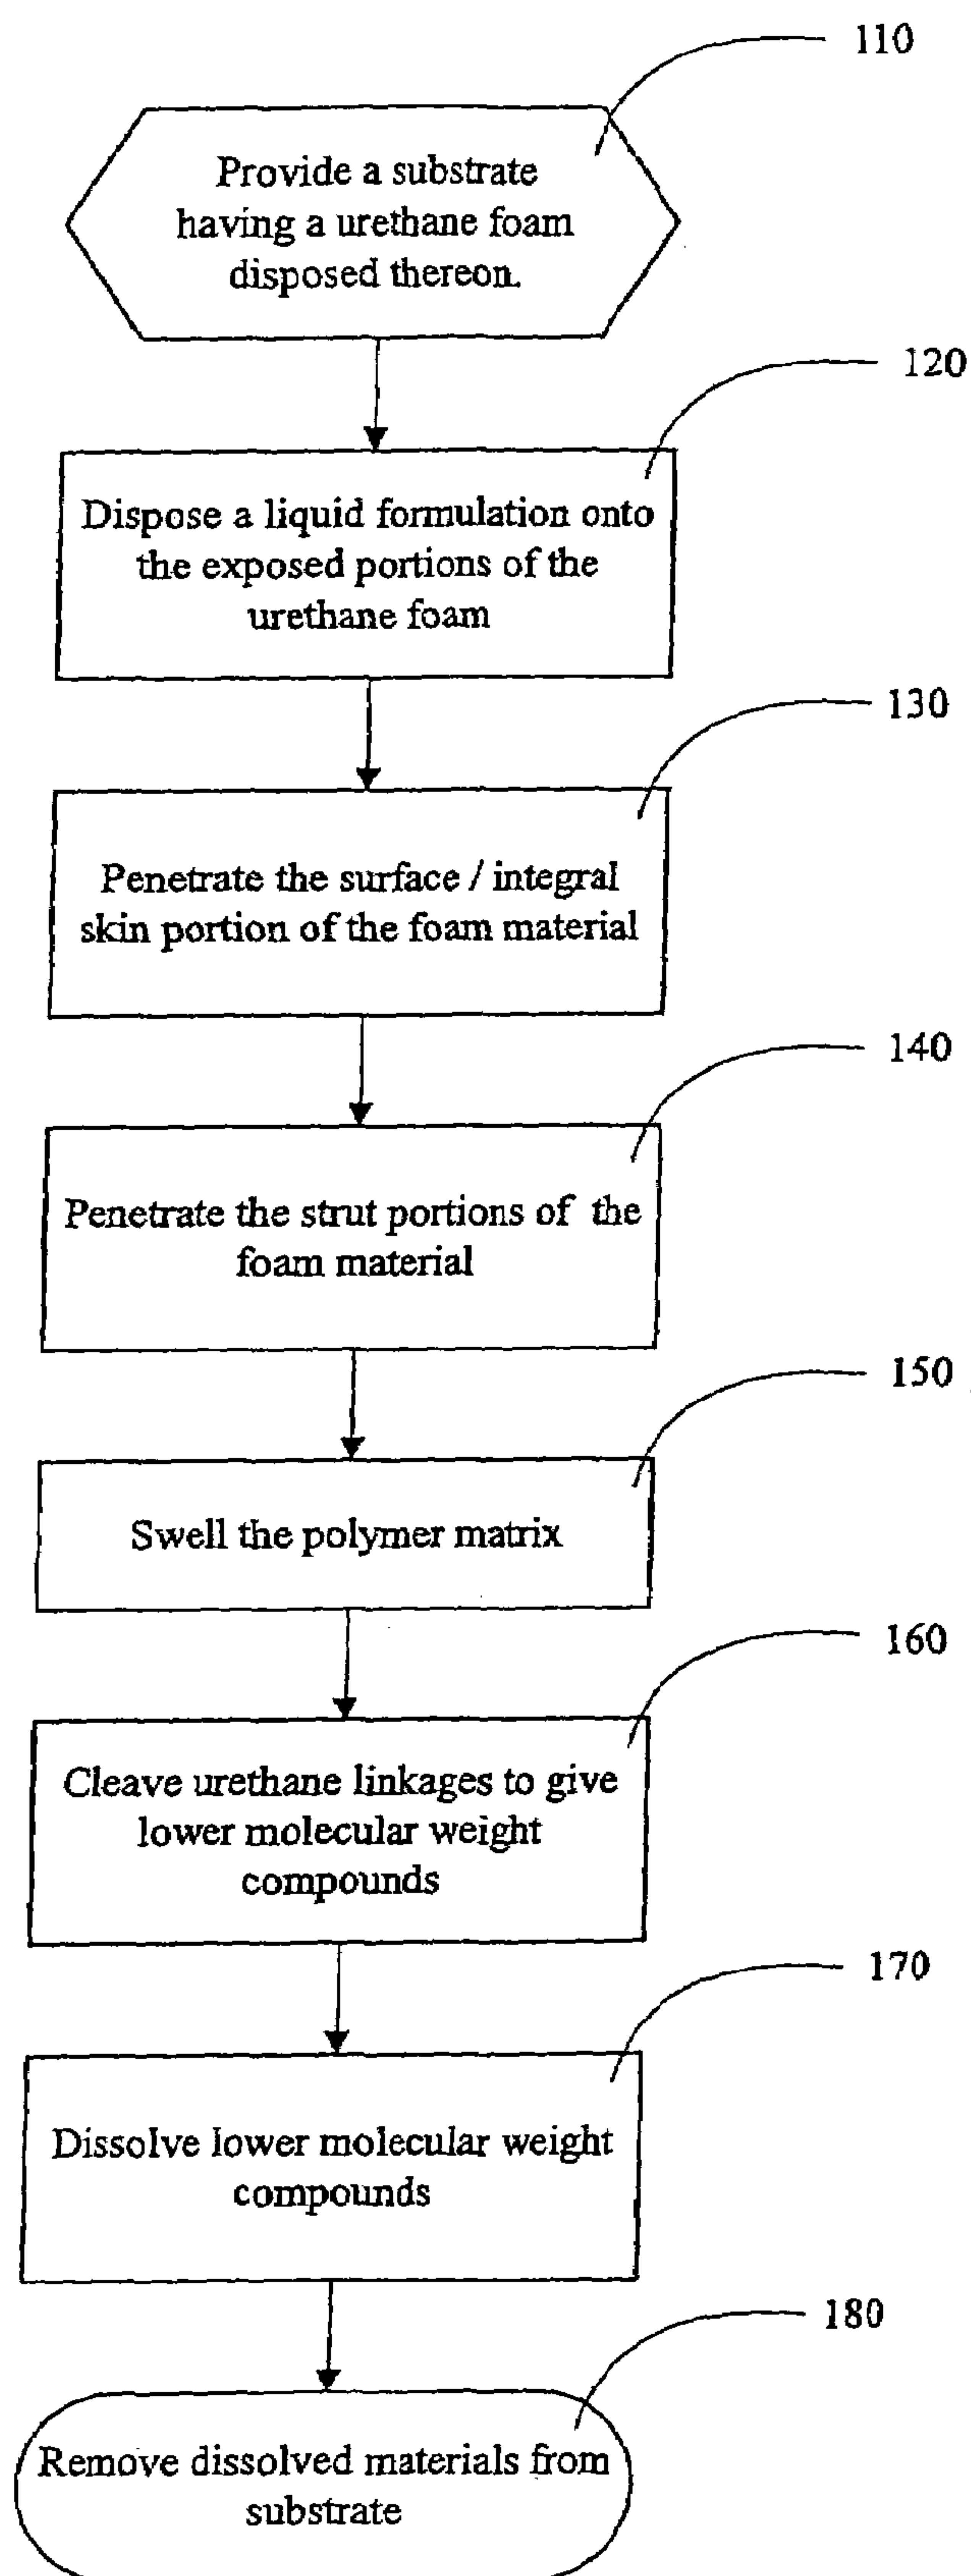 110
Provide a substrate
having a urethane foam
disposed thereon.
120
Dispose a liquid formulation onto
the exposed portions of the
urethane foam
130
Penetrate the surface / integral
skin portion of the foam material
140
Penetrate the strut portions of the
foam material
150
Swell the polymer matrix
160
Cleave urethane linkages to give
lower molecular weight
compounds
170
Dissolve lower molecular weight
compounds
180
Remove dissolved materials from
substrate